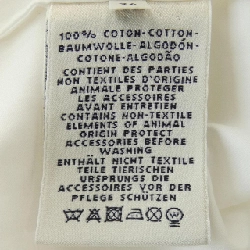 100% COTON-COTTON-
BAUMWOLLE-ALGODÓN-
COTONE-ALGODÃO
CONTIENT DES PARTIES
NON TEXTILES D'ORIGINE
ANIMALE PROTEGER
LES ACCESSOIRES
AVANT ENTRETIEN
CONTAINS NON-TEXTILE
ELEMENTS OF ANIMAL
ORIGIN PROTECT
ACCESSORIES BEFORE
WASHING
ENTHÄLT NICHT TEXTILE
TEILE TIERISCHEN
URSPRUNGS DIE
ACCESSOIRES VOR DER
PFLEGE SCHÜTZEN